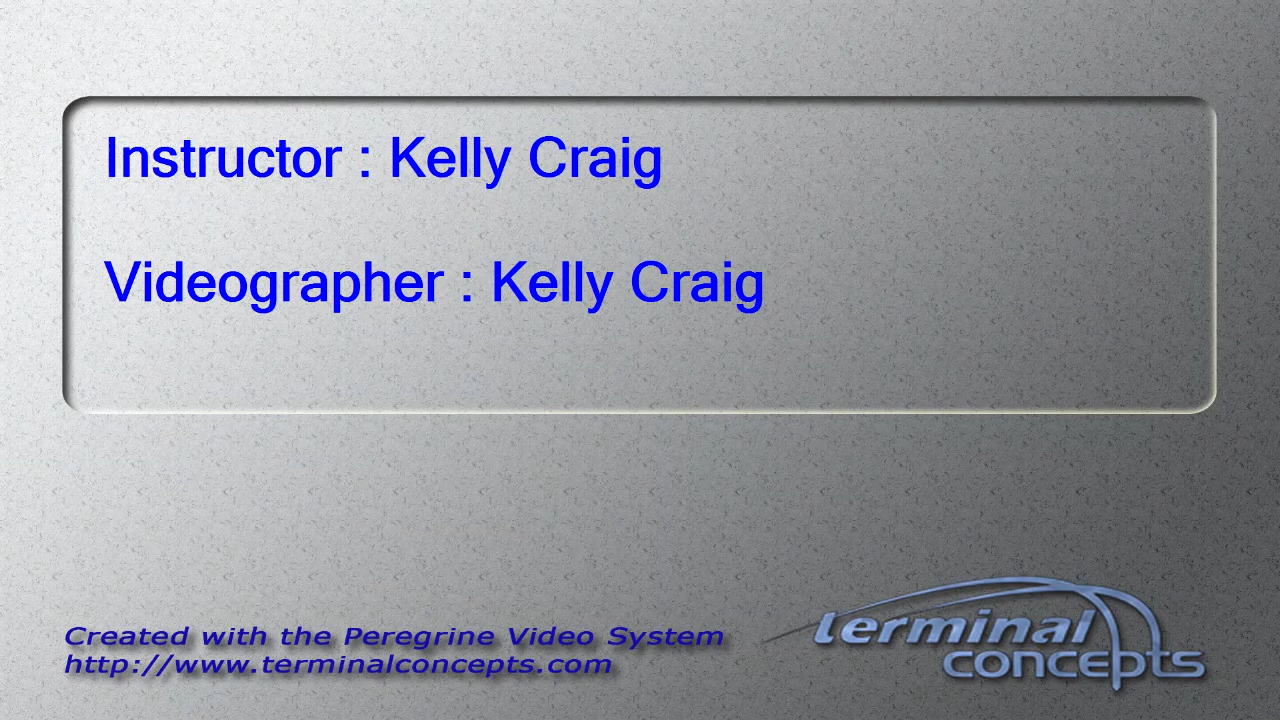 Instructor : Kelly Craig
Videographer : Kelly Craig
Created with the Peregrine Video System
http://www.terminalconcepts.com
terminal
concepts